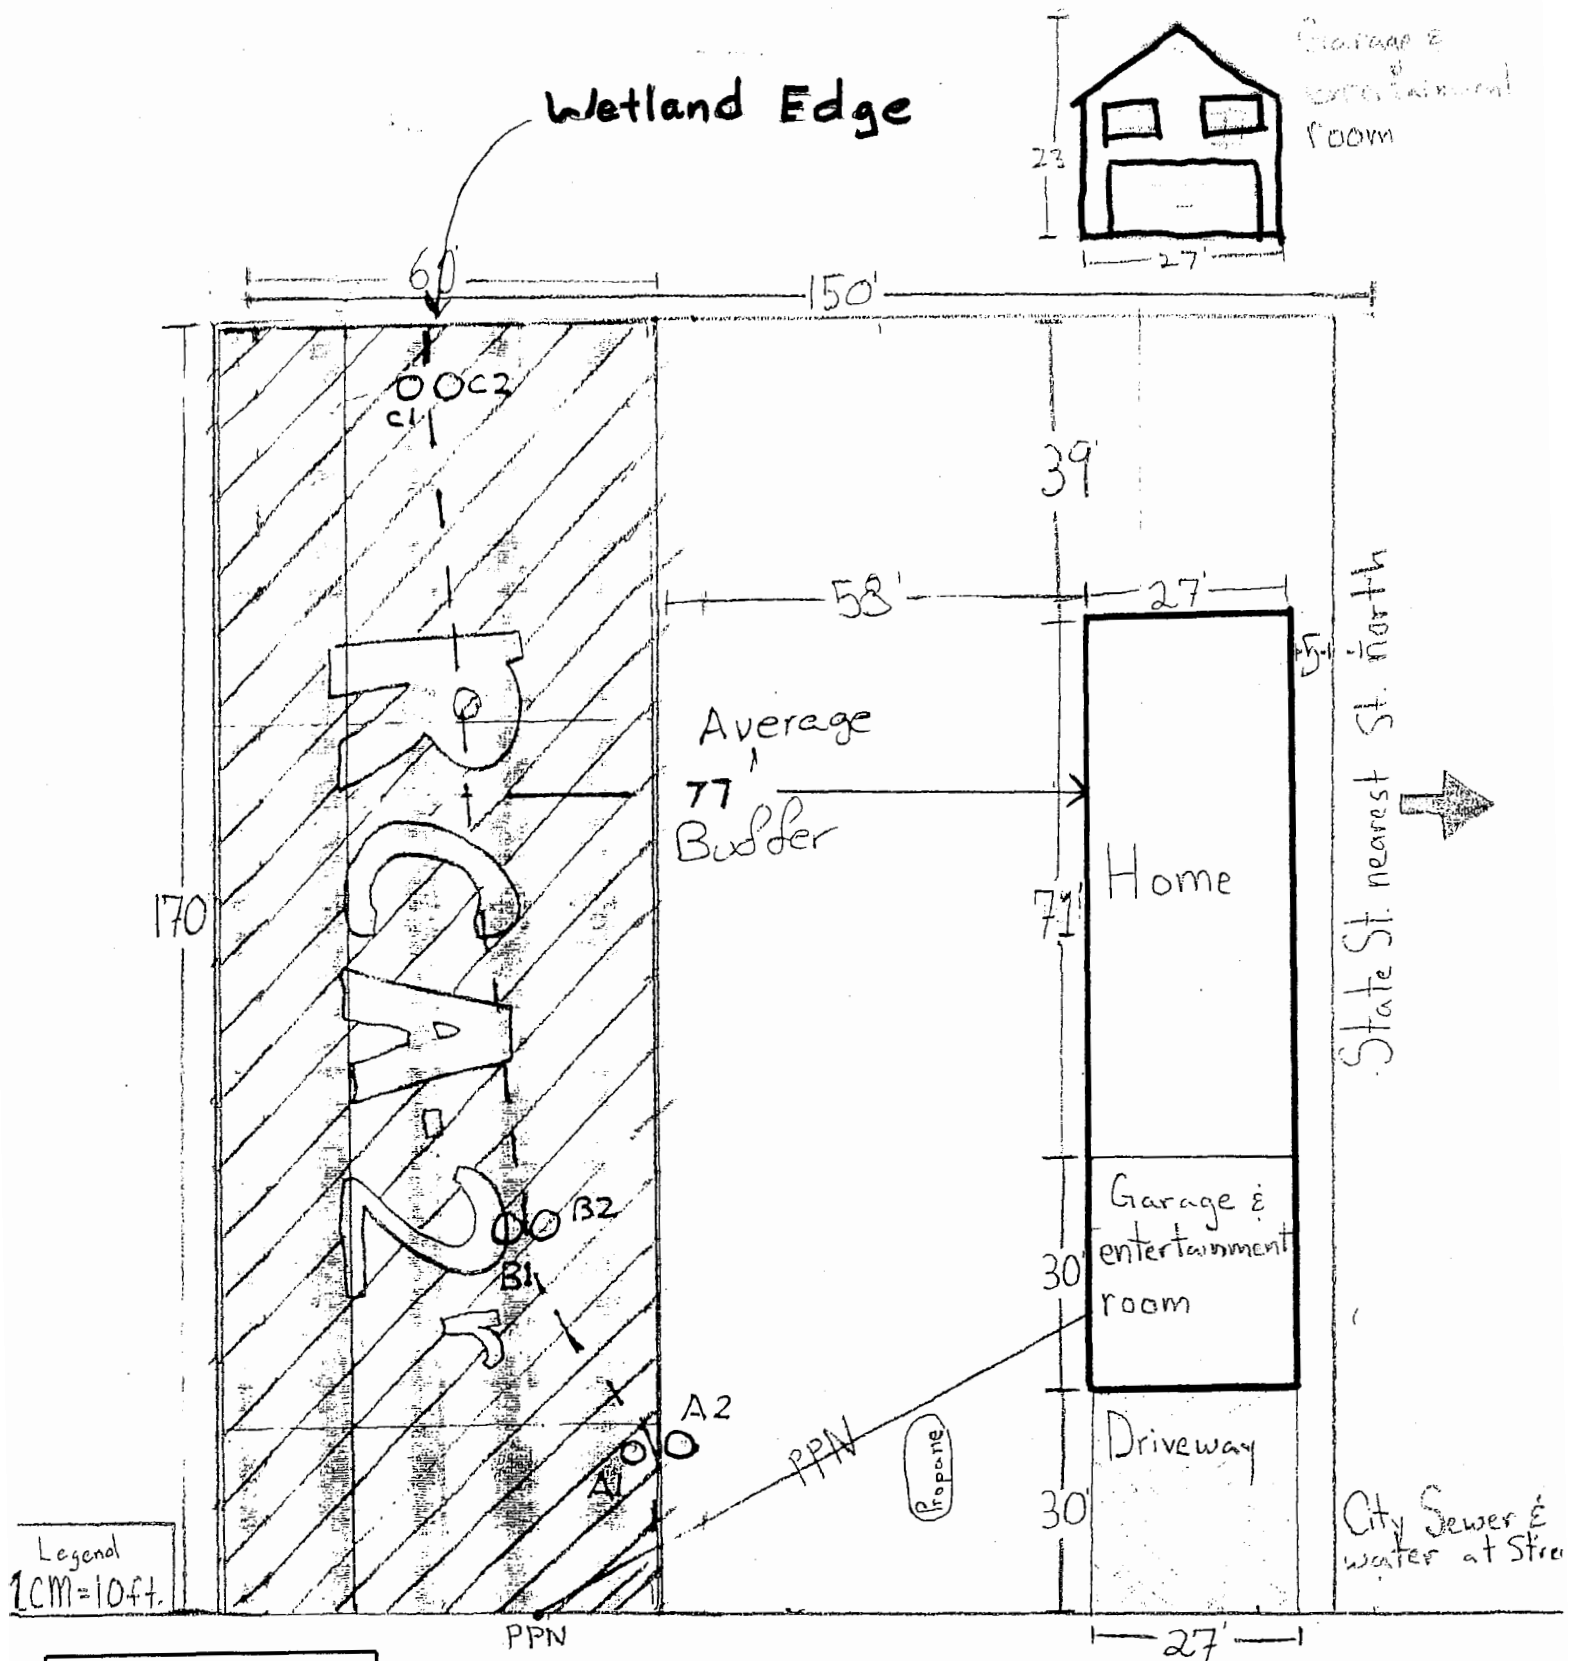 Wetland Edge
Garage &
entertainment
room
23
27'
60'
150'
C1
C2
39'
58'
27'
5'
State St. nearest St. north
Average
77'
Buffer
170
71'
Home
RCA-2
B2
B1
Garage &
entertainment
room
30'
A2
A1
PPN
Propane
Driveway
30'
City Sewer &
water at Stre
Legend
1CM=10ft.
PPN
27'